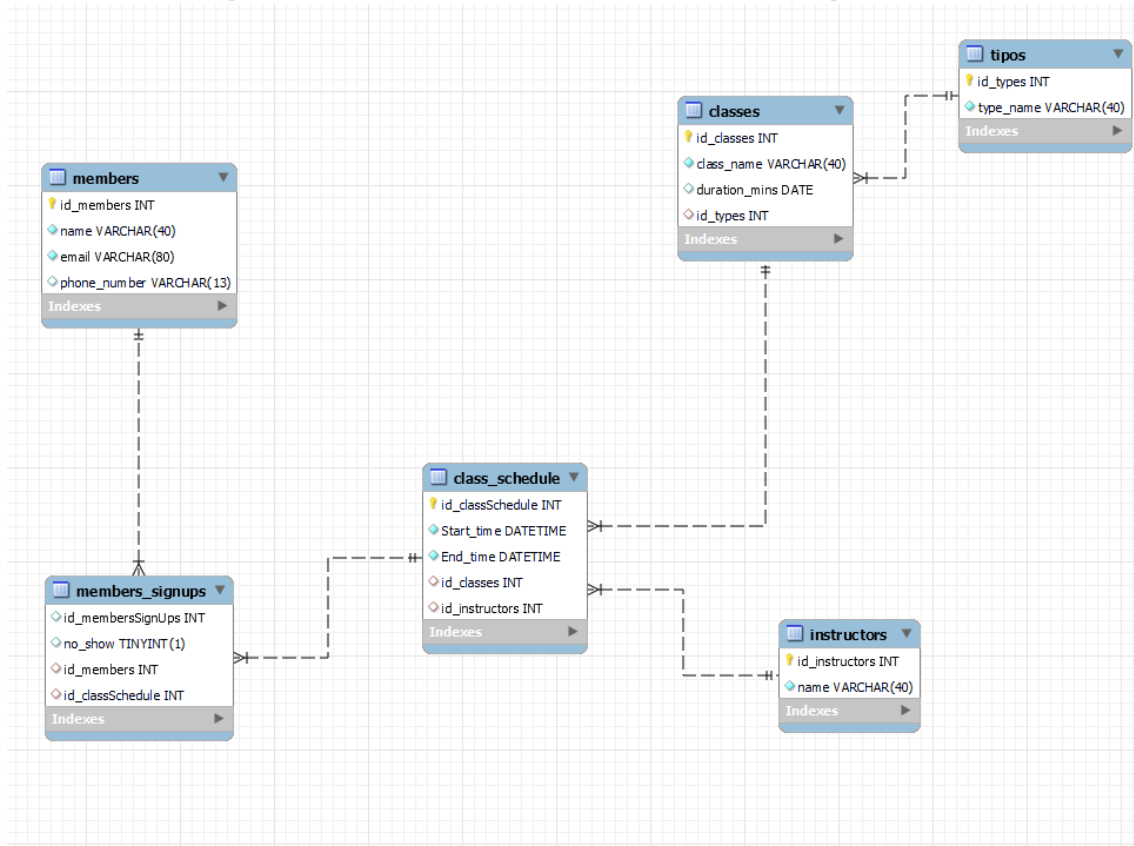 tipos
id_types INT
type_name VARCHAR(40)
Indexes
classes
id_classes INT
class_name VARCHAR(40)
duration_mins DATE
id_types INT
Indexes
members
id_members INT
name VARCHAR(40)
email VARCHAR(80)
phone_number VARCHAR(13)
Indexes
class_schedule
id_classSchedule INT
Start_time DATETIME
End_time DATETIME
id_classes INT
id_instructors INT
Indexes
members_signups
id_membersSignUps INT
no_show TINYINT(1)
id_members INT
id_classSchedule INT
Indexes
instructors
id_instructors INT
name VARCHAR(40)
Indexes